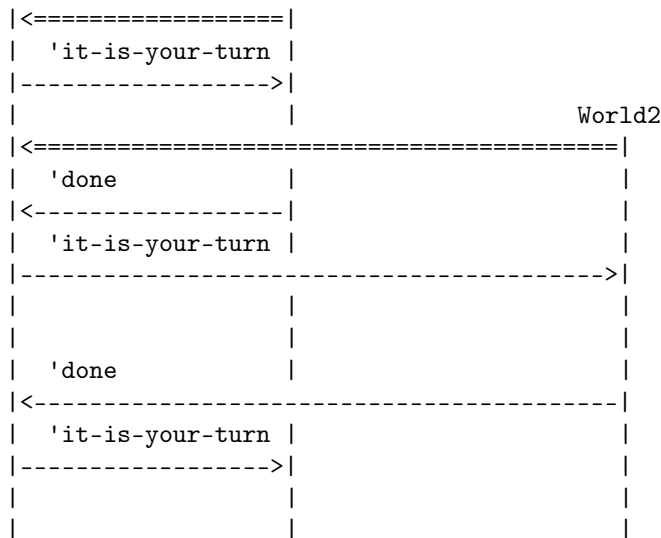 |<==================|
|  'it-is-your-turn
|------------------>|
|                   |                    World2
|<==========================================|
|  'done            |                       |
|<------------------|                       |
|  'it-is-your-turn |                       |
|------------------------------------------>|
|                   |                       |
|                   |                       |
|  'done            |                       |
|<------------------------------------------|
|  'it-is-your-turn |                       |
|------------------>|                       |
|                   |                       |
|                   |                       |